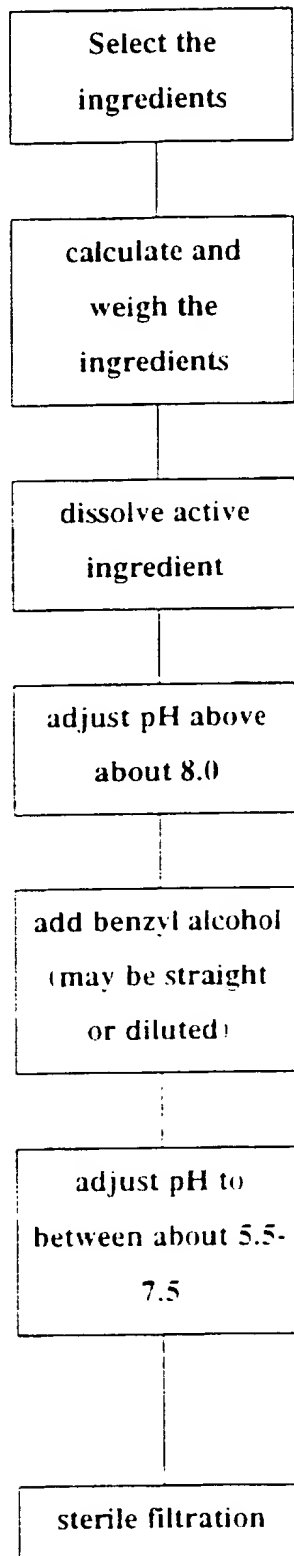 Select the
ingredients
calculate and
weigh the
ingredients
dissolve active
ingredient
adjust pH above
about 8.0
add benzyl alcohol
(may be straight
or diluted)
adjust pH to
between about 5.5-
7.5
sterile filtration